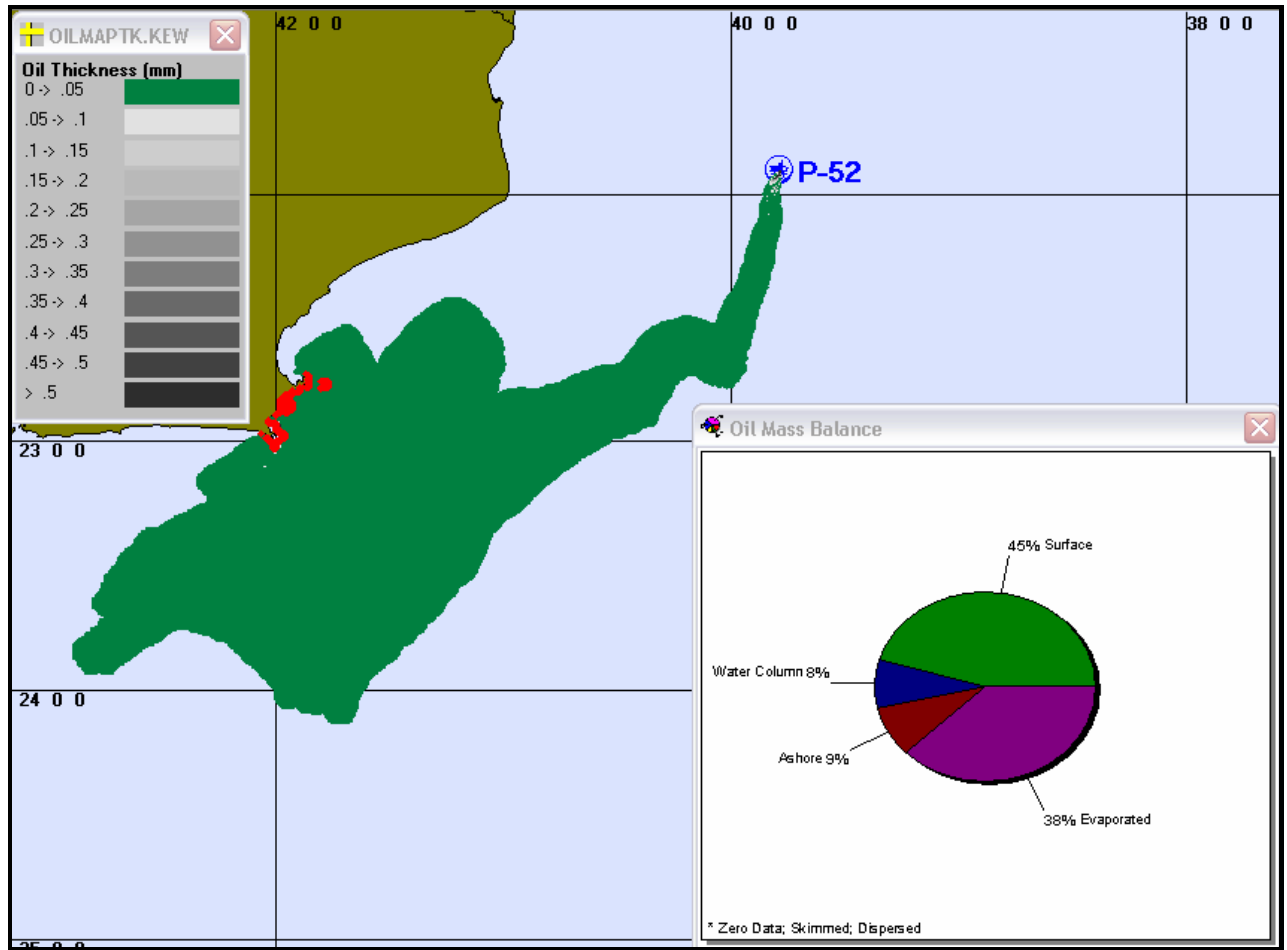 OILMAPTK.KEW
Oil Thickness (mm)
0 -> .05
.05 -> .1
.1 -> .15
.15 -> .2
.2 -> .25
.25 -> .3
.3 -> .35
.35 -> .4
.4 -> .45
.45 -> .5
> .5
42 0 0
40 0 0
38 0 0
P-52
23 0 0
24 0 0
25 0 0
Oil Mass Balance
45% Surface
Water Column 8%
Ashore 9%
38% Evaporated
* Zero Data; Skimmed; Dispersed